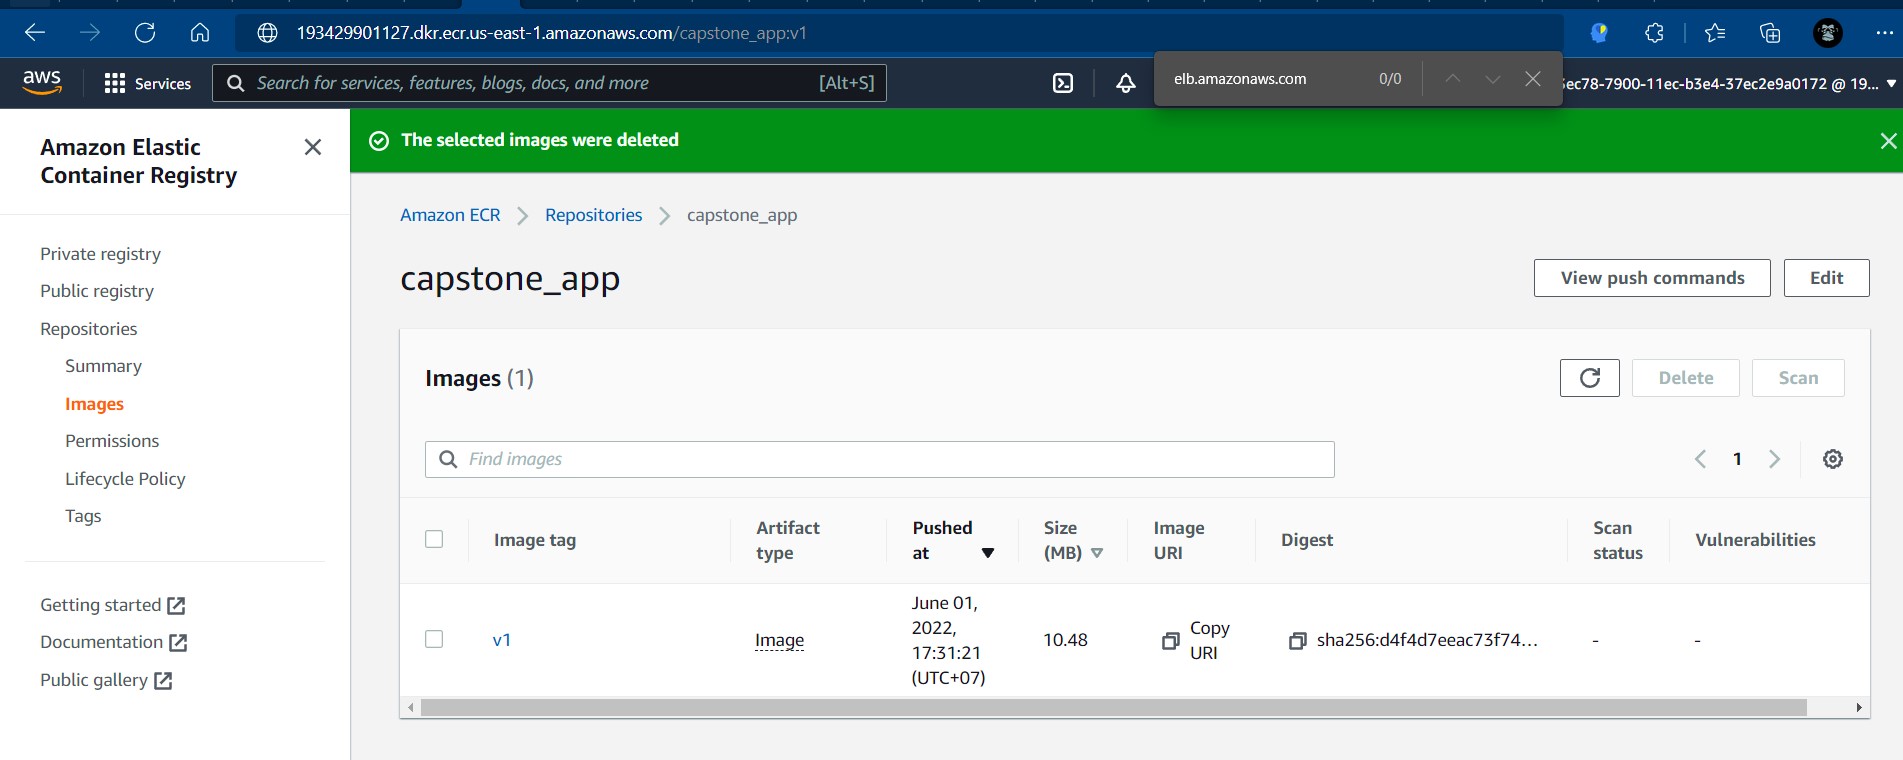 193429901127.dkr.ecr.us-east-1.amazonaws.com/capstone_app:v1
aws
Services
Search for services, features, blogs, docs, and more
[Alt+S]
elb.amazonaws.com
0/0
ec78-7900-11ec-b3e4-37ec2e9a0172 @ 19...
Amazon Elastic
Container Registry
Private registry
Public registry
Repositories
Summary
Images
Permissions
Lifecycle Policy
Tags
Getting started
Documentation
Public gallery
The selected images were deleted
Amazon ECR
Repositories
capstone_app
capstone_app
View push commands
Edit
Images (1)
Delete
Scan
Find images
1
Image tag
Artifact
type
Pushed
at
Size
(MB)
Image
URI
Digest
Scan
status
Vulnerabilities
v1
Image
June 01,
2022,
17:31:21
(UTC+07)
10.48
Copy
URI
sha256:d4f4d7eeac73f74...
-
-